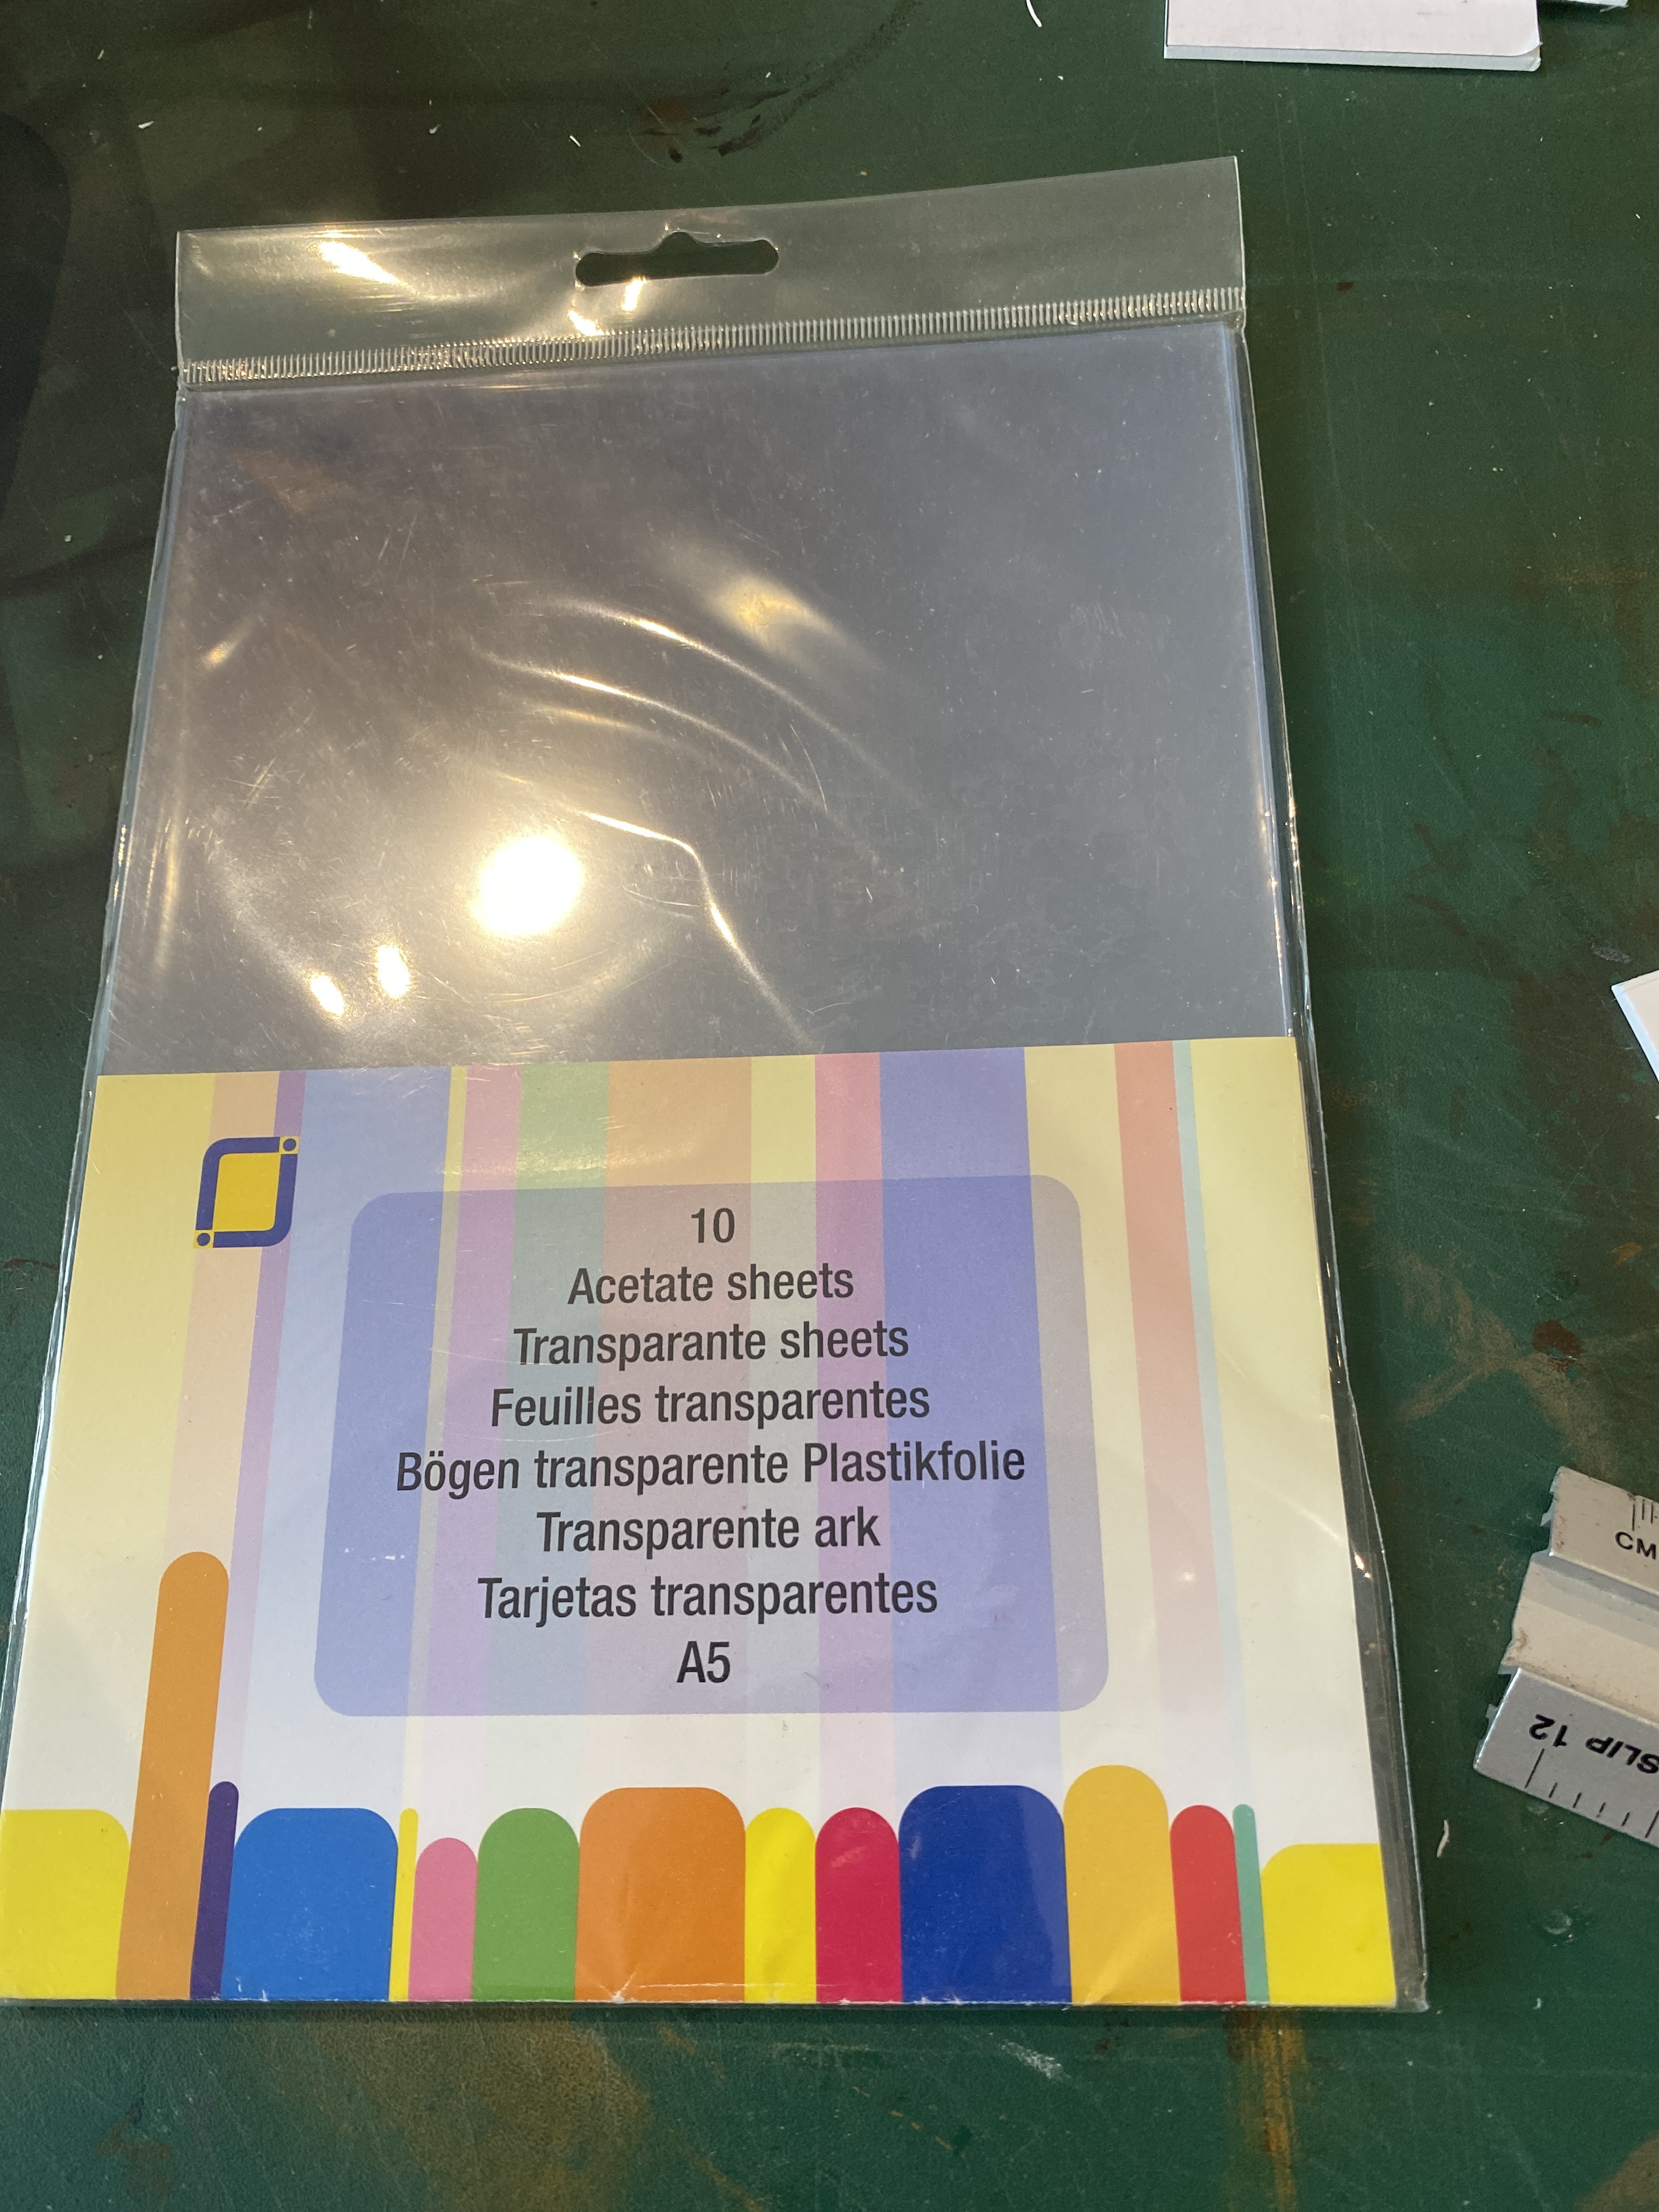 10
Acetate sheets
Transparante sheets
Feuilles transparentes
Bögen transparente Plastikfolie
Transparente ark
Tarjetas transparentes
A5
CM
SLIP 12